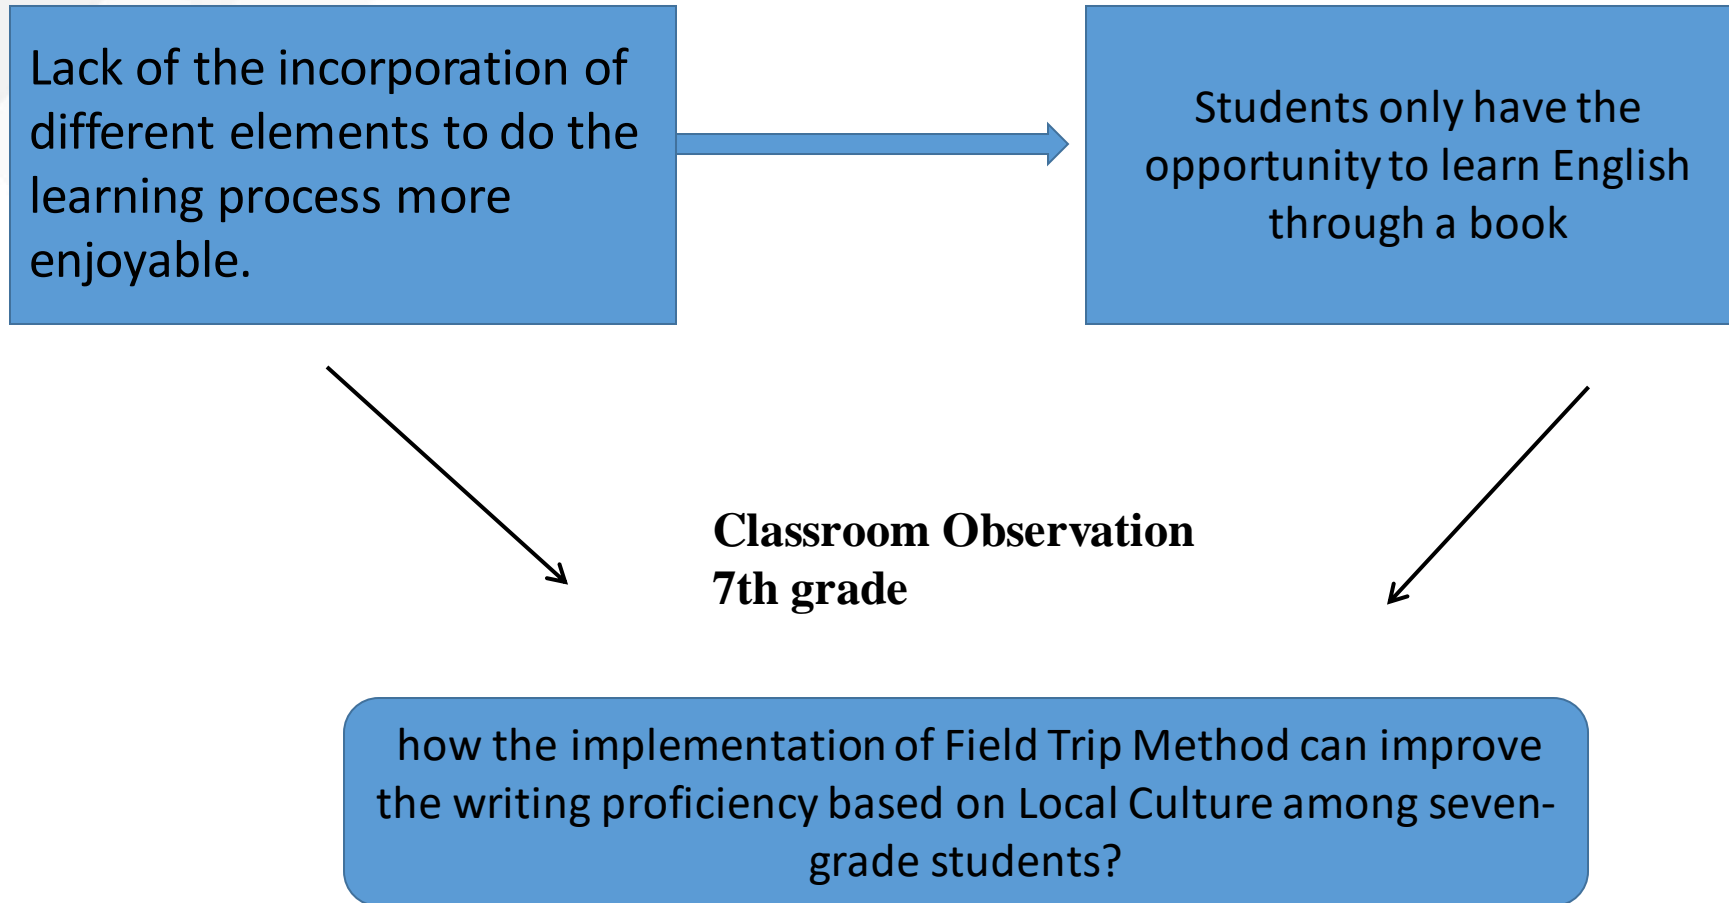 Lack of the incorporation of
different elements to do the
learning process more
enjoyable.
Students only have the
opportunity to learn English
through a book
Classroom Observation
7th grade
how the implementation of Field Trip Method can improve
the writing proficiency based on Local Culture among seven-
grade students?